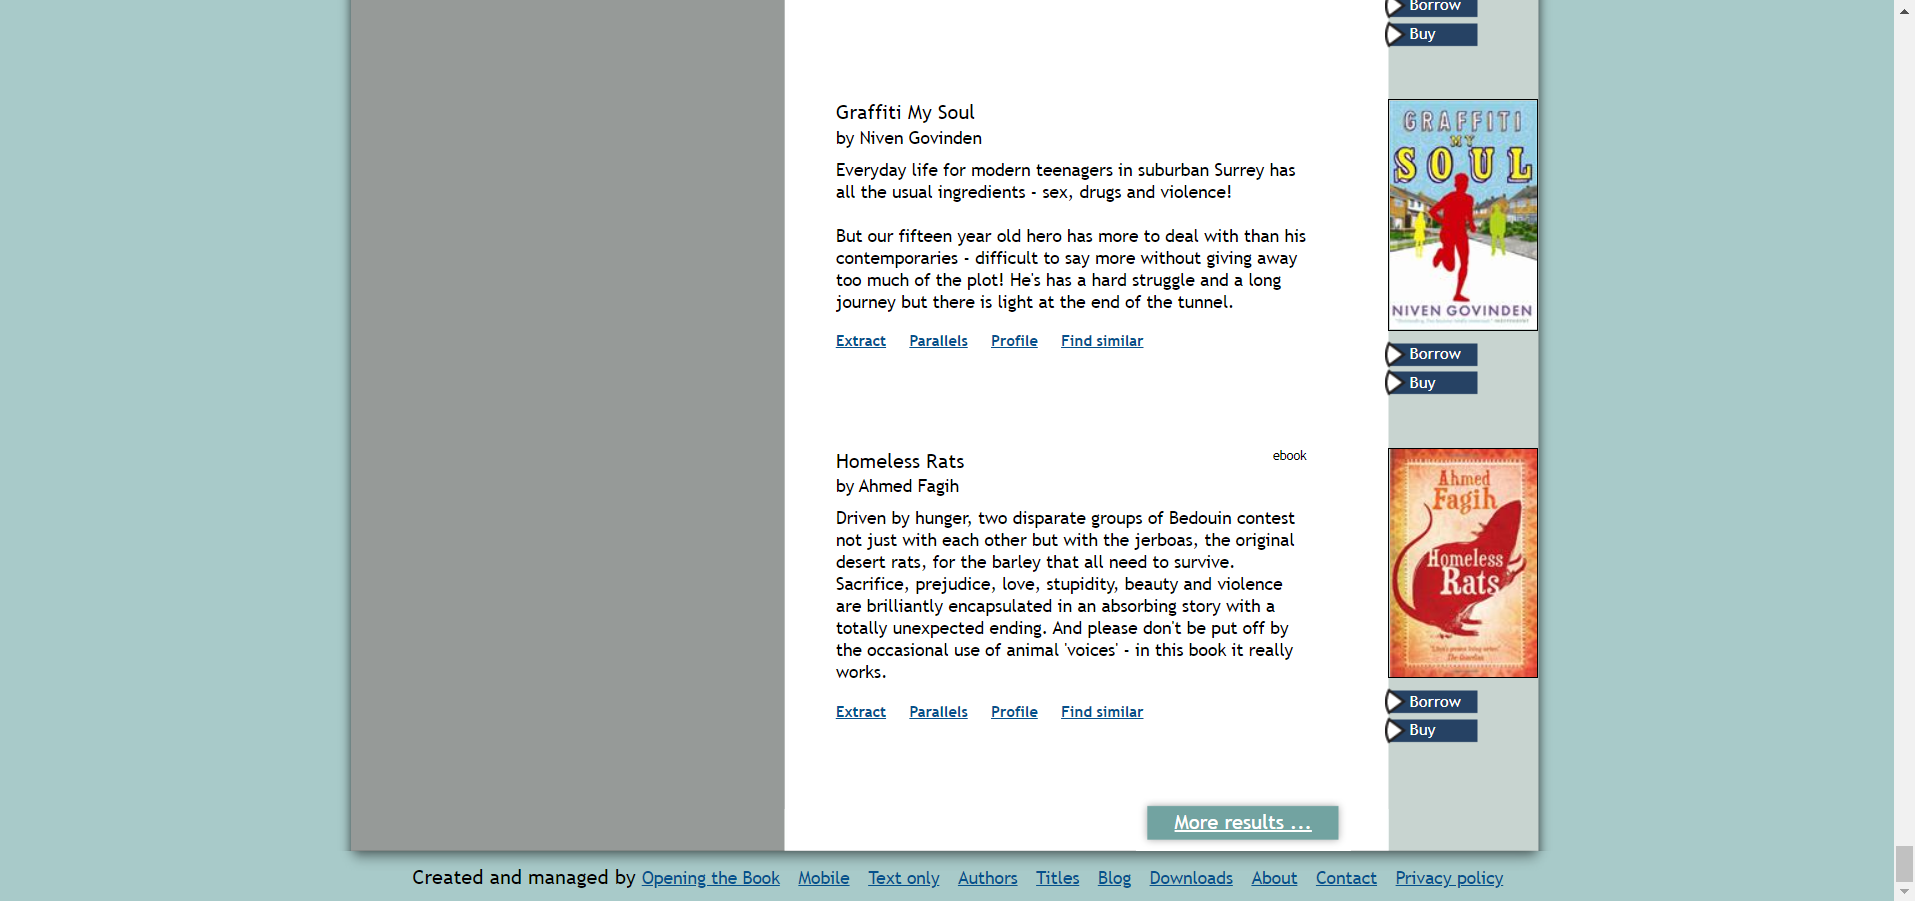 Borrow
Buy
Graffiti My Soul
by Niven Govinden
Everyday life for modern teenagers in suburban Surrey has
all the usual ingredients - sex, drugs and violence!
But our fifteen year old hero has more to deal with than his
contemporaries - difficult to say more without giving away
too much of the plot! He's has a hard struggle and a long
journey but there is light at the end of the tunnel.
Extract Parallels Profile Find similar
GRAFFITI
MY
SOUL
NIVEN GOVINDEN
Borrow
Buy
Homeless Rats
ebook
by Ahmed Fagih
Driven by hunger, two disparate groups of Bedouin contest
not just with each other but with the jerboas, the original
desert rats, for the barley that all need to survive.
Sacrifice, prejudice, love, stupidity, beauty and violence
are brilliantly encapsulated in an absorbing story with a
totally unexpected ending. And please don't be put off by
the occasional use of animal 'voices' - in this book it really
works.
Extract Parallels Profile Find similar
Ahmed
Fagih
Homeless
Rats
The Guardian
Borrow
Buy
More results ...
Created and managed by Opening the Book Mobile Text only Authors Titles Blog Downloads About Contact Privacy policy